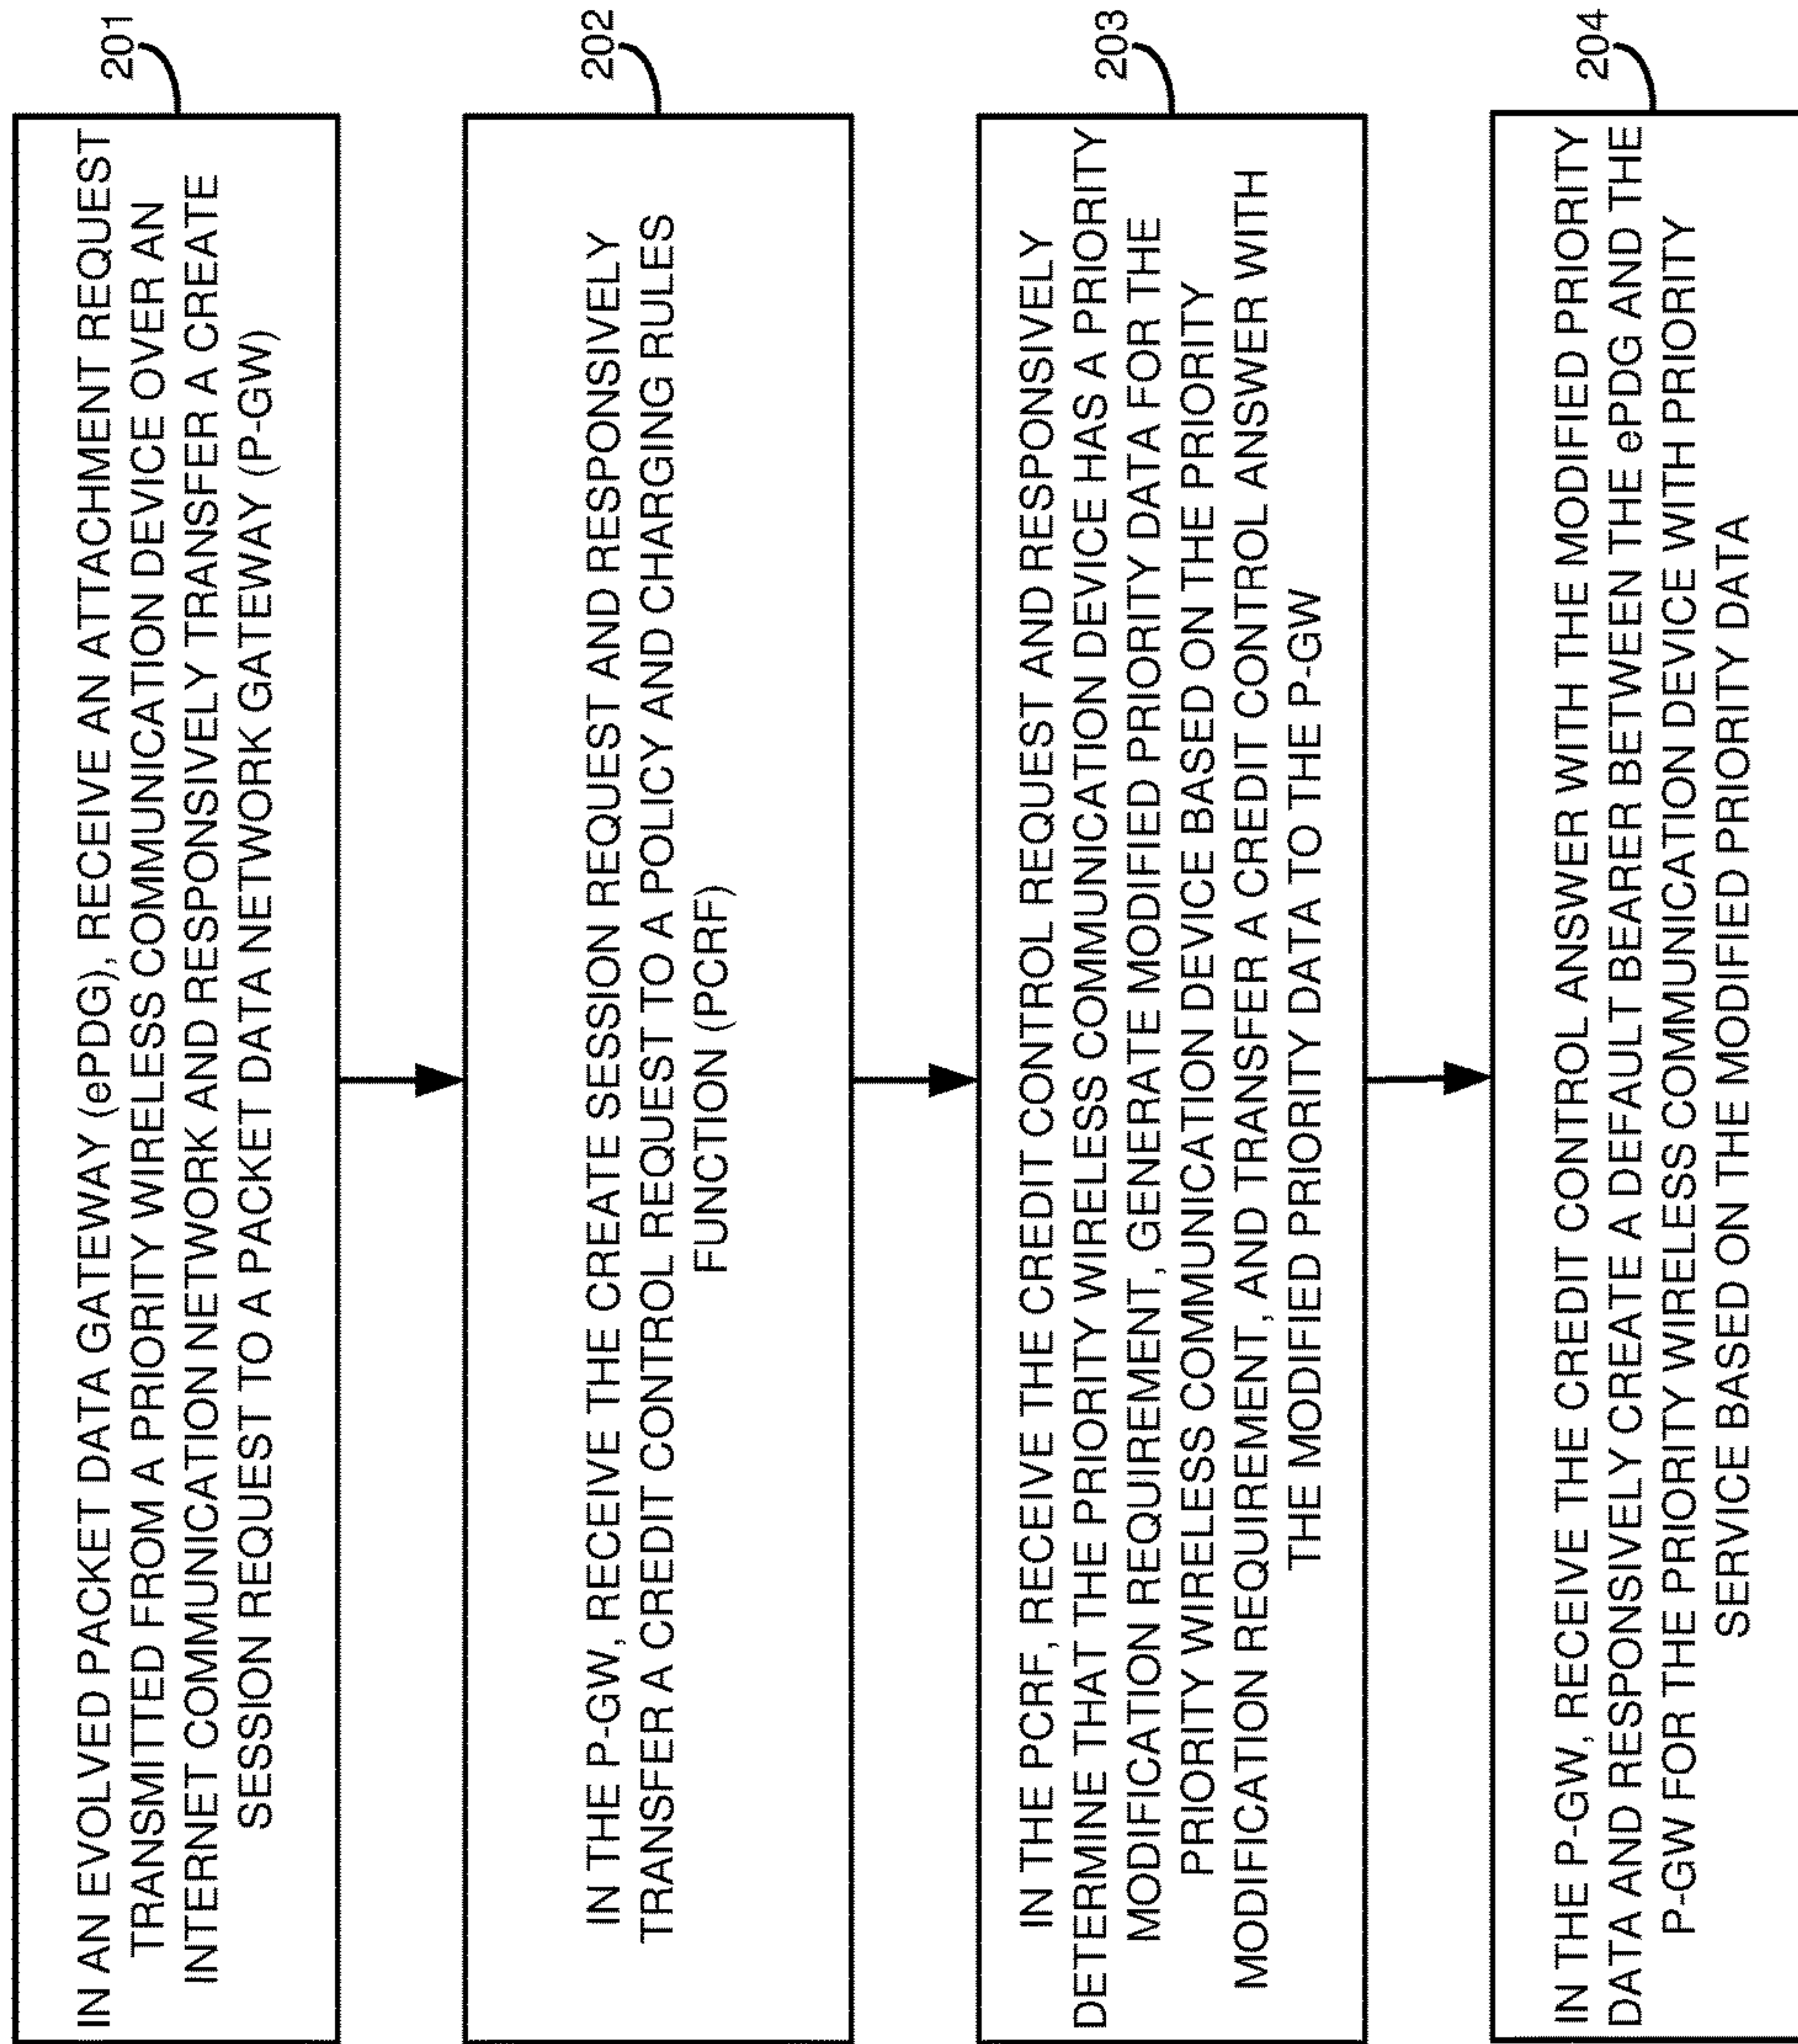 IN AN EVOLVED PACKET DATA GATEWAY (ePDG), RECEIVE AN ATTACHMENT REQUEST
TRANSMITTED FROM A PRIORITY WIRELESS COMMUNICATION DEVICE OVER AN
INTERNET COMMUNICATION NETWORK AND RESPONSIVELY TRANSFER A CREATE
SESSION REQUEST TO A PACKET DATA NETWORK GATEWAY (P-GW)
201
IN THE P-GW, RECEIVE THE CREATE SESSION REQUEST AND RESPONSIVELY
TRANSFER A CREDIT CONTROL REQUEST TO A POLICY AND CHARGING RULES
FUNCTION (PCRF)
202
IN THE PCRF, RECEIVE THE CREDIT CONTROL REQUEST AND RESPONSIVELY
DETERMINE THAT THE PRIORITY WIRELESS COMMUNICATION DEVICE HAS A PRIORITY
MODIFICATION REQUIREMENT, GENERATE MODIFIED PRIORITY DATA FOR THE
PRIORITY WIRELESS COMMUNICATION DEVICE BASED ON THE PRIORITY
MODIFICATION REQUIREMENT, AND TRANSFER A CREDIT CONTROL ANSWER WITH
THE MODIFIED PRIORITY DATA TO THE P-GW
203
IN THE P-GW, RECEIVE THE CREDIT CONTROL ANSWER WITH THE MODIFIED PRIORITY
DATA AND RESPONSIVELY CREATE A DEFAULT BEARER BETWEEN THE ePDG AND THE
P-GW FOR THE PRIORITY WIRELESS COMMUNICATION DEVICE WITH PRIORITY
SERVICE BASED ON THE MODIFIED PRIORITY DATA
204